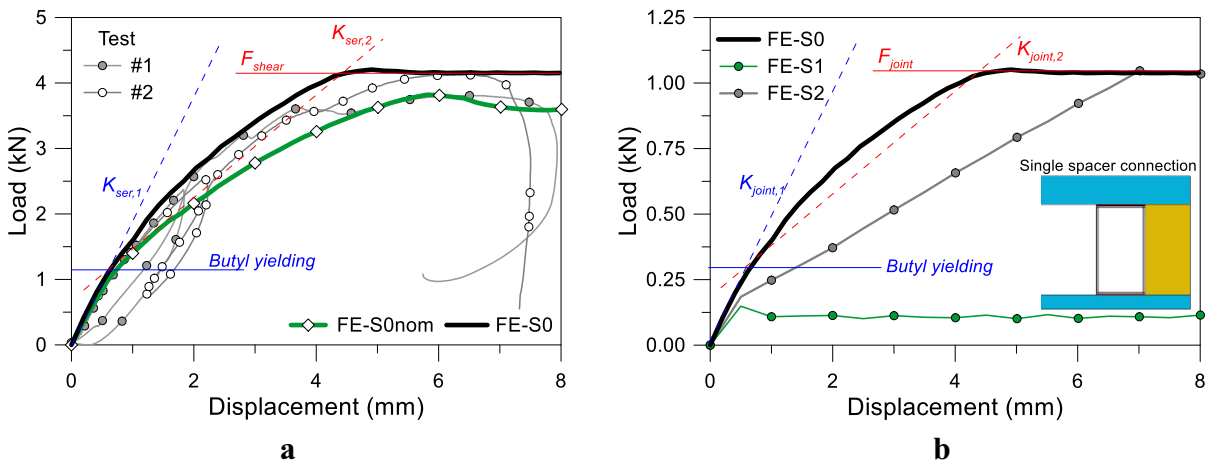 Test
#1
#2
K_ser,2
F_shear
K_ser,1
Butyl yielding
FE-S0nom
FE-S0
Load (kN)
5
4
3
2
1
0
0
2
4
6
8
Displacement (mm)
a
FE-S0
FE-S1
FE-S2
F_joint
K_joint,2
K_joint,1
Single spacer connection
Butyl yielding
Load (kN)
1.25
1.00
0.75
0.50
0.25
0.00
0
2
4
6
8
Displacement (mm)
b